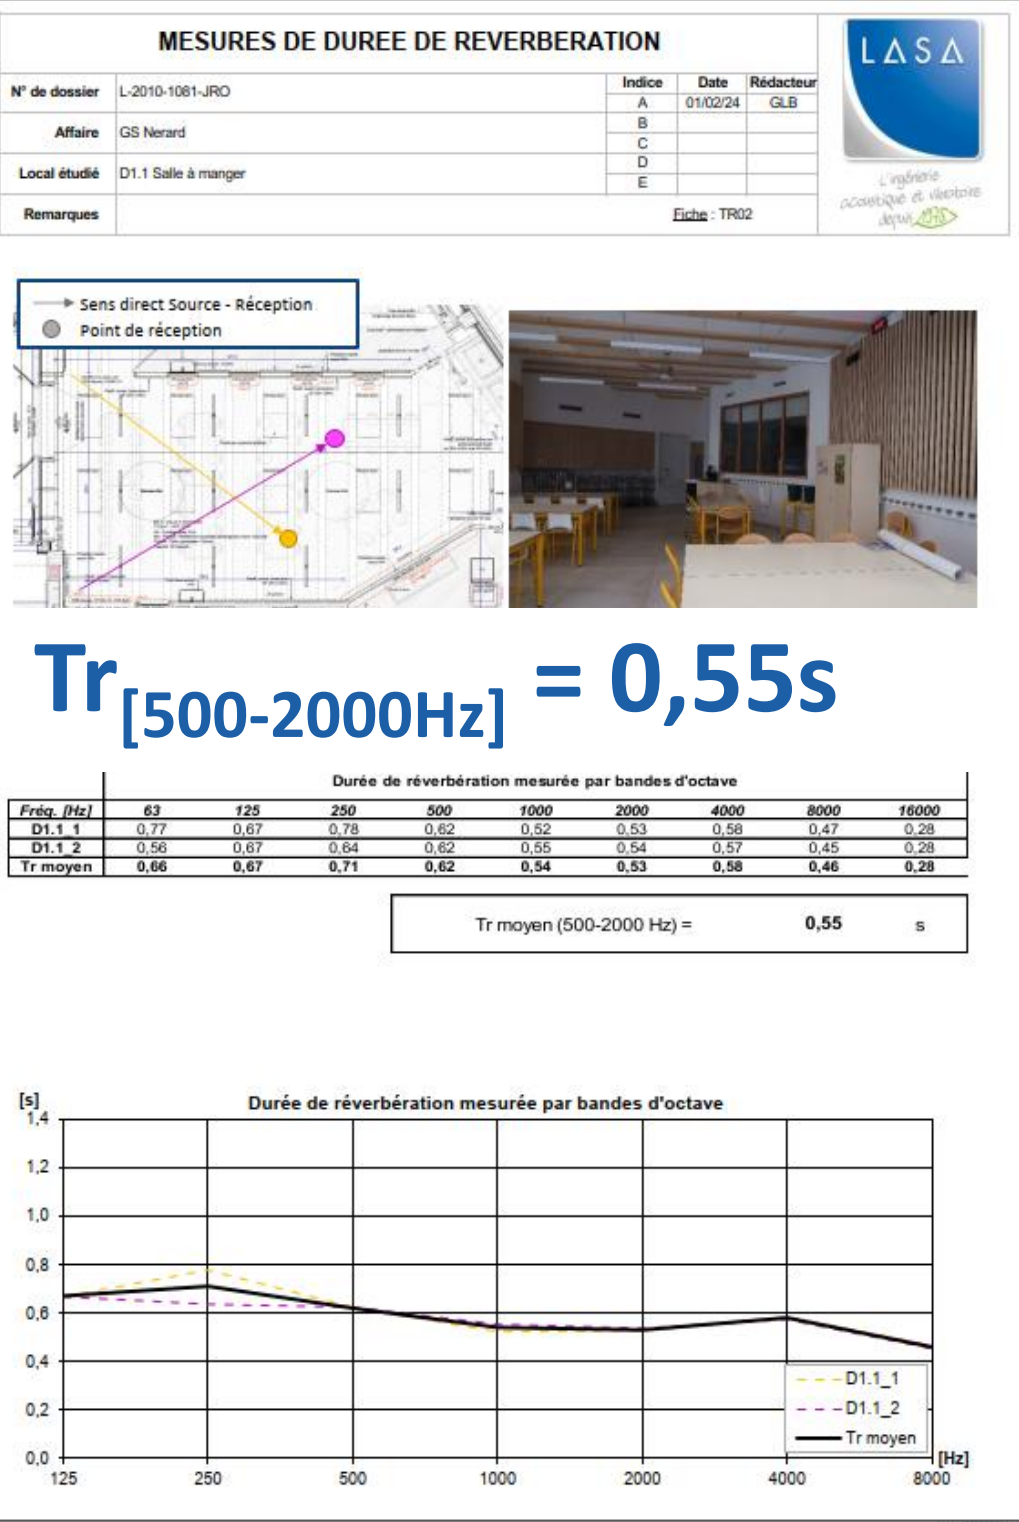 MESURES DE DUREE DE REVERBERATION
LASA
N° de dossier L-2010-1081-JRO
Indice Date Rédacteur
A 01/02/24 GLB
B
Affaire GS Nerard
C
D
Local étudié D1.1 Salle à manger
E
Remarques Fiche : TR02
L'ingénierie
acoustique et vibratoire
depuis 1978
Sens direct Source - Réception
Point de réception
Tr[500-2000Hz] = 0,55s
Durée de réverbération mesurée par bandes d'octave
Fréq. [Hz] 63 125 250 500 1000 2000 4000 8000 16000
D1.1_1 0,77 0,67 0,78 0,62 0,52 0,53 0,58 0,47 0,28
D1.1_2 0,56 0,67 0,64 0,62 0,55 0,54 0,57 0,45 0,28
Tr moyen 0,66 0,67 0,71 0,62 0,54 0,53 0,58 0,46 0,28
Tr moyen (500-2000 Hz) = 0,55 s
[s]
Durée de réverbération mesurée par bandes d'octave
1,4
1,2
1,0
0,8
0,6
0,4
0,2
0,0
D1.1_1
D1.1_2
Tr moyen
[Hz]
125 250 500 1000 2000 4000 8000